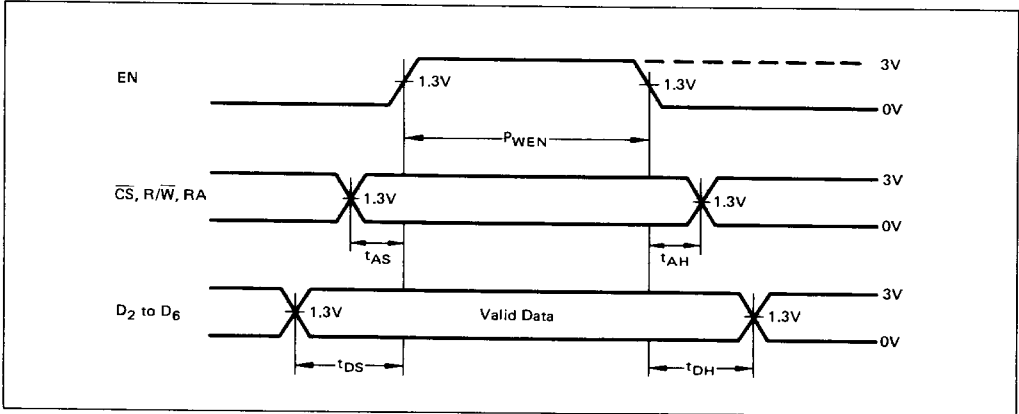 EN
1.3V
1.3V
3V
0V
PWEN
C̅S̅, R/W̅, RA
1.3V
1.3V
3V
0V
tAS
tAH
D2 to D6
1.3V
Valid Data
1.3V
3V
0V
tDS
tDH